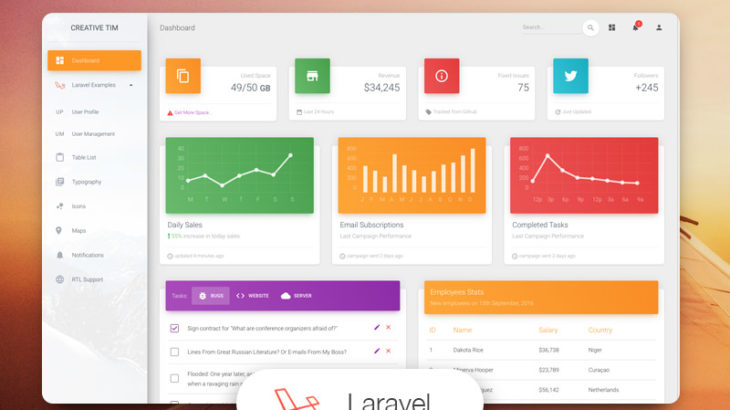 CREATIVE TIM
Dashboard
Search...
Dashboard
Laravel Examples
UP User Profile
UM User Management
Table List
Typography
Icons
Maps
Notifications
RTL Support
Used Space
49/50 GB
Get More Space
Revenue
$34,245
Last 24 Hours
Fixed Issues
75
Tracked from Github
Followers
+245
Just Updated
40
30
20
10
0
M T W T F S S
Daily Sales
55% increase in today sales
updated 4 minutes ago
800
600
400
200
0
J F M A M J J A S O N D
Email Subscriptions
Last Campaign Performance
campaign sent 2 days ago
800
600
400
200
0
12p 3p 6p 9p 12p 3a 6a 9a
Completed Tasks
Last Campaign Performance
campaign sent 2 days ago
Tasks: BUGS WEBSITE SERVER
Sign contract for "What are conference organizers afraid of?"
Lines From Great Russian Literature? Or E-mails From My Boss?
Flooded: One year later,
when a ravaging rain
Employees Stats
New employees on 15th September, 2016
ID Name Salary Country
1 Dakota Rice $36,738 Niger
Minerva Hooper $23,789 Curaçao
$56,142 Netherlands
Laravel